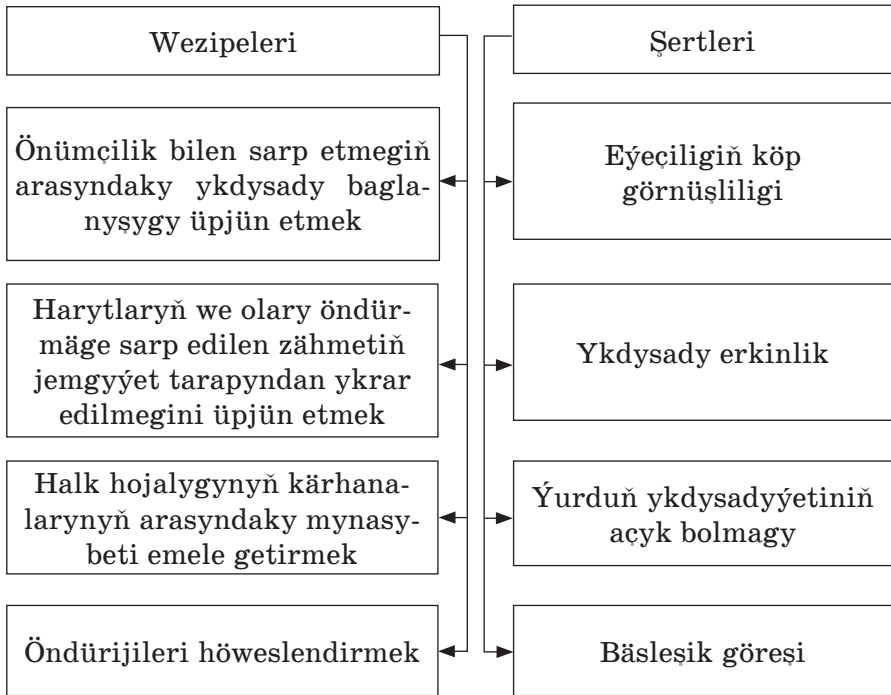 Wezipeleri
Önümçilik bilen sarp etmegiň
arasyndaky ykdysady bagla-
nyşygy üpjün etmek
Harytlaryň we olary öndür-
mäge sarp edilen zähmetiň
jemgyýet tarapyndan ykrar
edilmegini üpjün etmek
Halk hojalygynyň kärhana-
larynyň arasyndaky mynasy-
beti emele getirmek
Öndürijileri höweslendirmek
Şertleri
Eýeçiligiň köp
görnüşliligi
Ykdysady erkinlik
Ýurduň ykdysadyýetiniň
açyk bolmagy
Bäsleşik göreşi